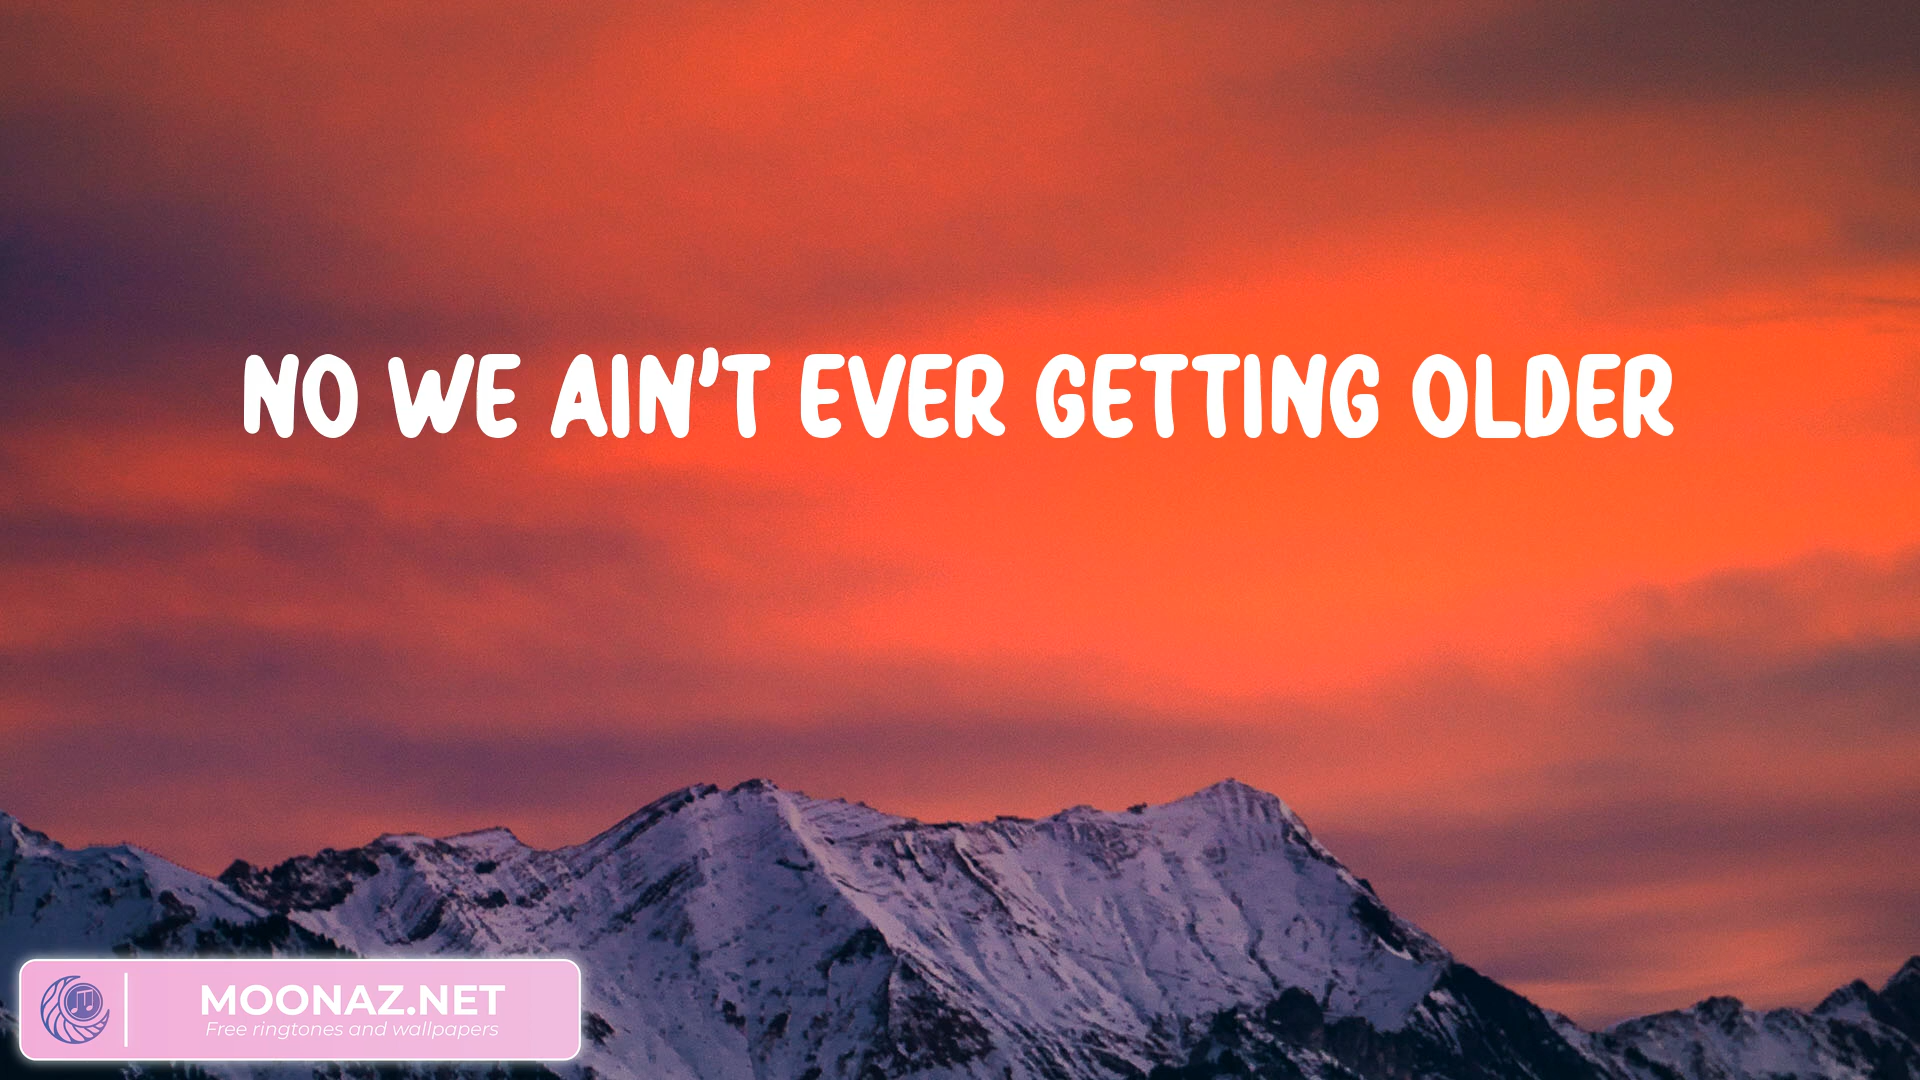 NO WE AIN'T EVER GETTING OLDER
MOONAZ.NET
Free ringtones and wallpapers